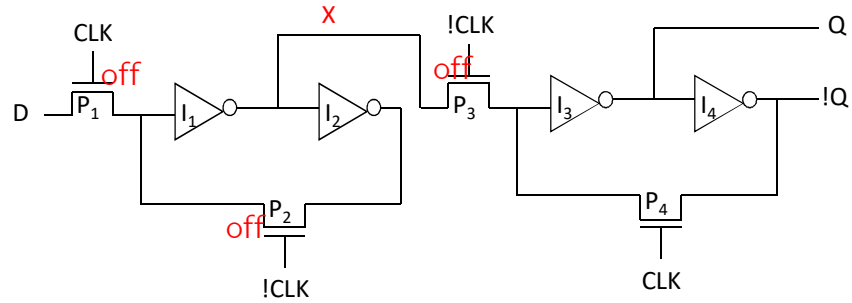 X
CLK
!CLK
Q
off
off
D
P1
I1
I2
P3
I3
I4
!Q
P2
off
P4
!CLK
CLK